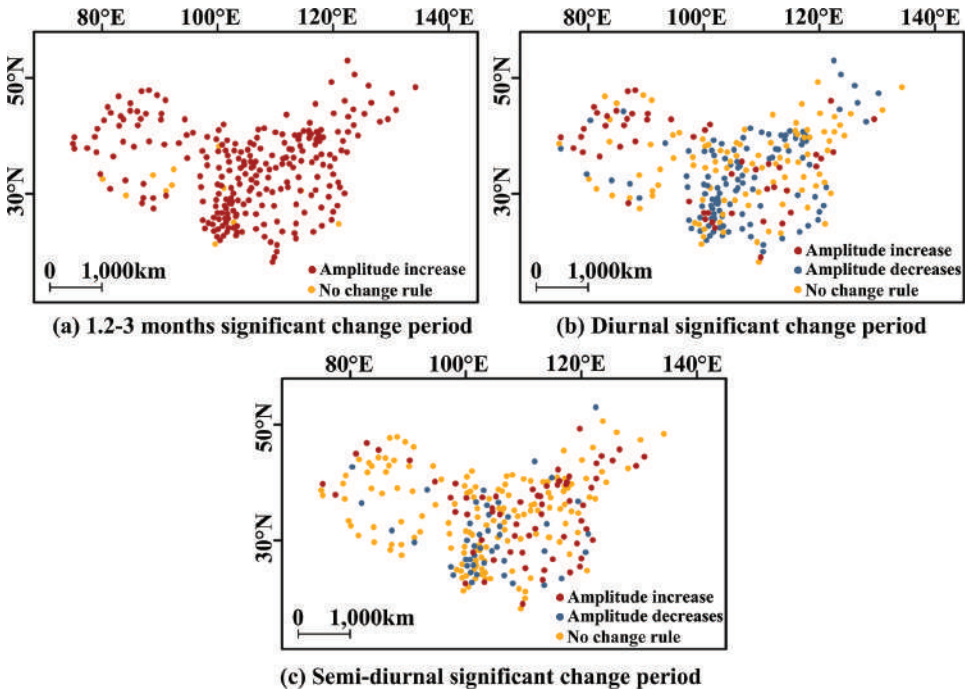 80°E 100°E 120°E 140°E
50°N
30°N
0 1,000km
Amplitude increase
No change rule
(a) 1.2-3 months significant change period
80°E 100°E 120°E 140°E
50°N
30°N
0 1,000km
Amplitude increase
Amplitude decreases
No change rule
(b) Diurnal significant change period
80°E 100°E 120°E 140°E
50°N
30°N
0 1,000km
Amplitude increase
Amplitude decreases
No change rule
(c) Semi-diurnal significant change period